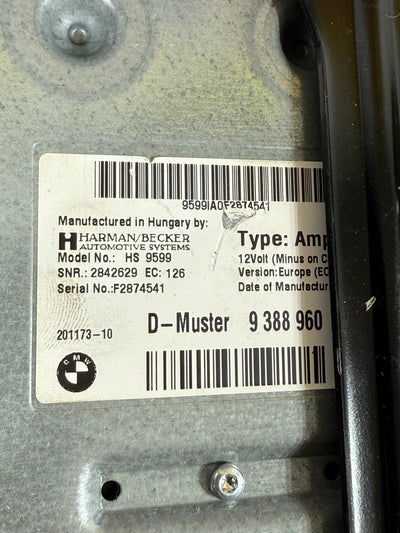 9599IA0F2874541
Manufactured in Hungary by:
HARMAN/BECKER
AUTOMOTIVE SYSTEMS
Type: Amp
Model No.: HS 9599
12Volt (Minus on C
SNR.: 2842629 EC: 126
Version:Europe (EC
Serial No.:F2874541
Date of Manufactur
201173-10
D-Muster 9 388 960
BMW